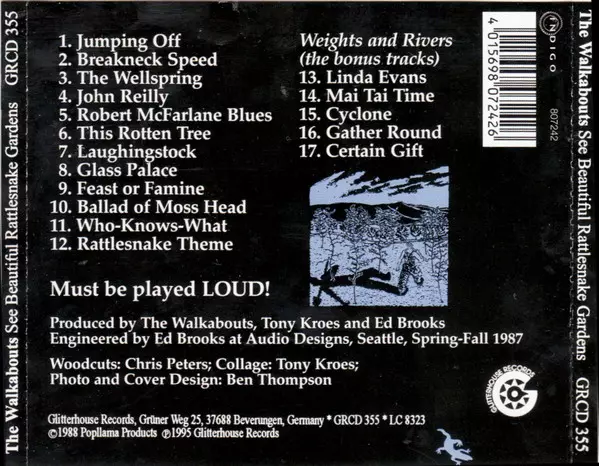 The Walkabouts See Beautiful Rattlesnake Gardens GRCD 355
1. Jumping Off
2. Breakneck Speed
3. The Wellspring
4. John Reilly
5. Robert McFarlane Blues
6. This Rotten Tree
7. Laughingstock
8. Glass Palace
9. Feast or Famine
10. Ballad of Moss Head
11. Who-Knows-What
12. Rattlesnake Theme
Weights and Rivers
(the bonus tracks)
13. Linda Evans
14. Mai Tai Time
15. Cyclone
16. Gather Round
17. Certain Gift
4 015698 072426
INDIGO
807242
Must be played LOUD!
Produced by The Walkabouts, Tony Kroes and Ed Brooks
Engineered by Ed Brooks at Audio Designs, Seattle, Spring-Fall 1987
Woodcuts: Chris Peters; Collage: Tony Kroes;
Photo and Cover Design: Ben Thompson
GLITTERHOUSE RECORDS
Glitterhouse Records, Grüner Weg 25, 37688 Beverungen, Germany * GRCD 355 * LC 8323
©1988 Popllama Products ℗1995 Glitterhouse Records
The Walkabouts See Beautiful Rattlesnake Gardens GRCD 355